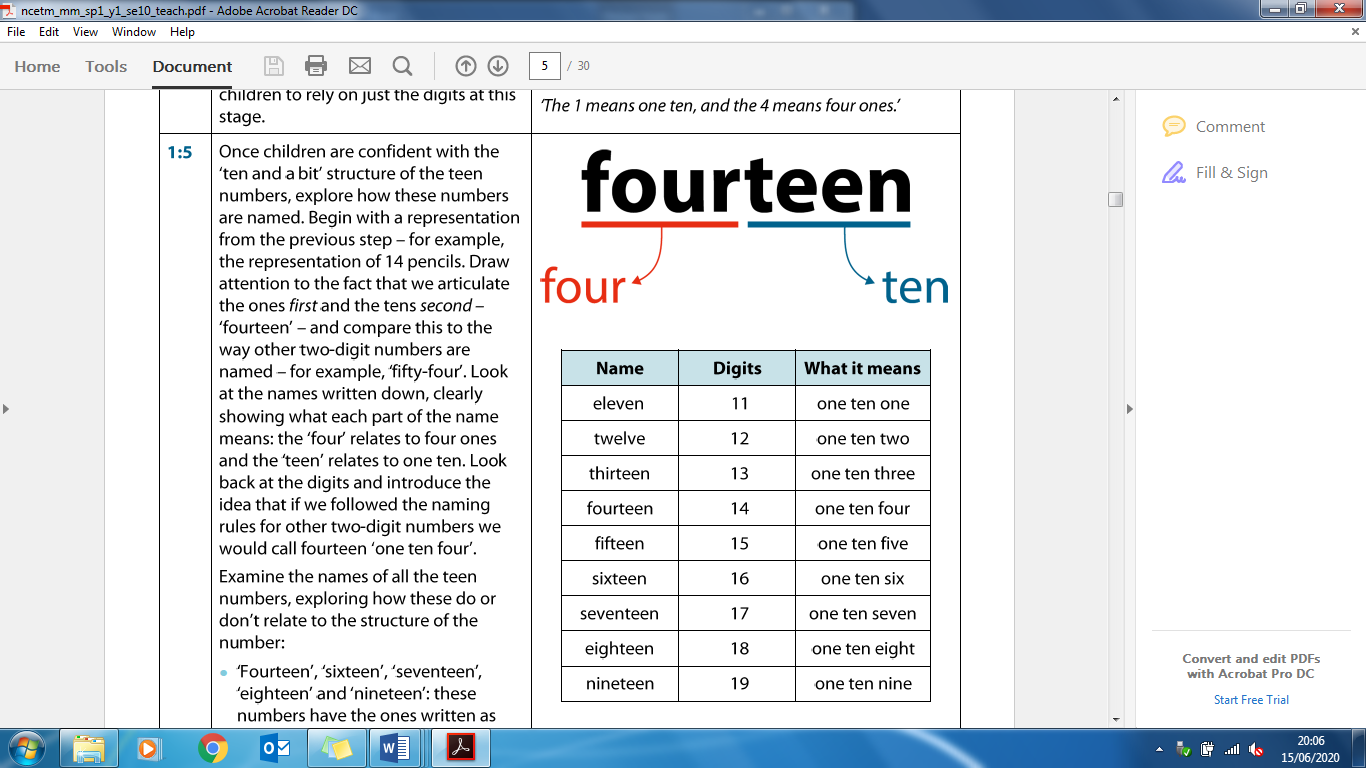 ncetm_mm_sp1_y1_se10_teach.pdf - Adobe Acrobat Reader DC
File Edit View Window Help
Home Tools Document 5 / 30
children to rely on just the digits at this
stage.
‘The 1 means one ten, and the 4 means four ones.’
1:5
Once children are confident with the
‘ten and a bit’ structure of the teen
numbers, explore how these numbers
are named. Begin with a representation
from the previous step – for example,
the representation of 14 pencils. Draw
attention to the fact that we articulate
the ones first and the tens second –
‘fourteen’ – and compare this to the
way other two-digit numbers are
named – for example, ‘fifty-four’. Look
at the names written down, clearly
showing what each part of the name
means: the ‘four’ relates to four ones
and the ‘teen’ relates to one ten. Look
back at the digits and introduce the
idea that if we followed the naming
rules for other two-digit numbers we
would call fourteen ‘one ten four’.
Examine the names of all the teen
numbers, exploring how these do or
don’t relate to the structure of the
number:
• ‘Fourteen’, ‘sixteen’, ‘seventeen’,
‘eighteen’ and ‘nineteen’: these
numbers have the ones written as
fourteen
four ten
Name Digits What it means
eleven 11 one ten one
twelve 12 one ten two
thirteen 13 one ten three
fourteen 14 one ten four
fifteen 15 one ten five
sixteen 16 one ten six
seventeen 17 one ten seven
eighteen 18 one ten eight
nineteen 19 one ten nine
Comment
Fill & Sign
Convert and edit PDFs
with Acrobat Pro DC
Start Free Trial
20:06
15/06/2020